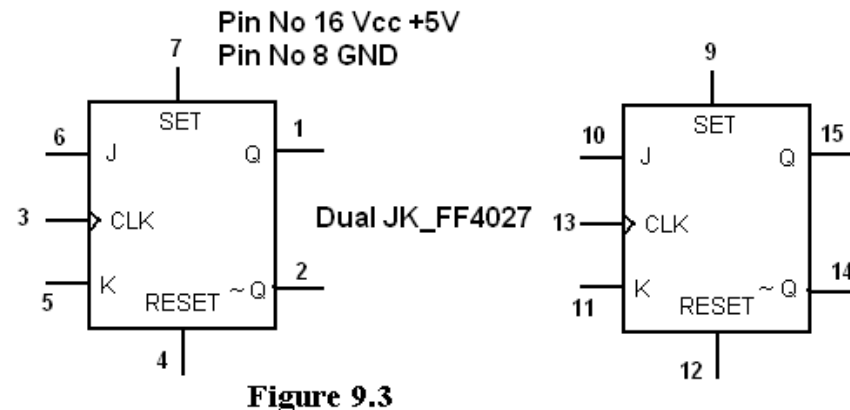 Pin No 16 Vcc +5V
Pin No 8 GND
7
SET
6
J
Q
1
3
CLK
5
K
~Q
2
RESET
4
Dual JK_FF4027
9
SET
10
J
Q
15
13
CLK
11
K
~Q
14
RESET
12
Figure 9.3